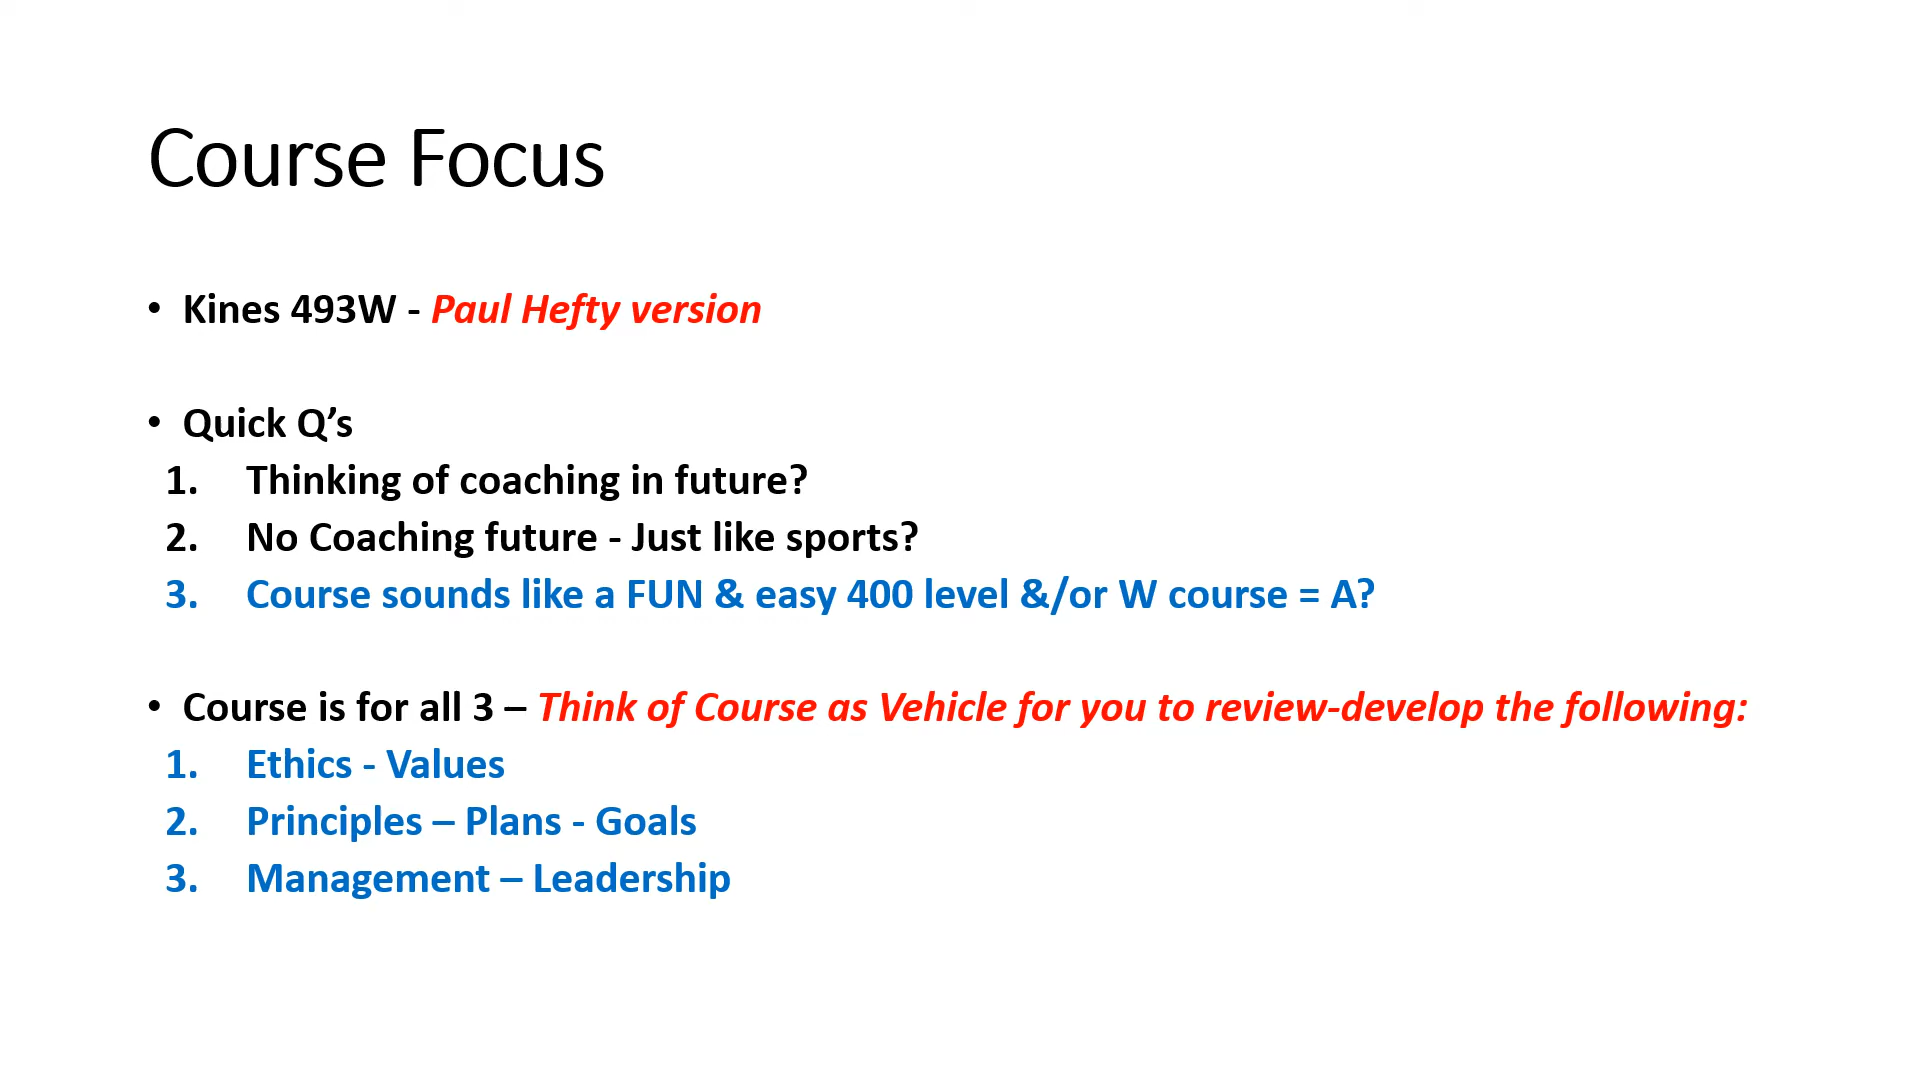 Course Focus
• Kines 493W - Paul Hefty version
• Quick Q’s
1. Thinking of coaching in future?
2. No Coaching future - Just like sports?
3. Course sounds like a FUN & easy 400 level &/or W course = A?
• Course is for all 3 – Think of Course as Vehicle for you to review-develop the following:
1. Ethics - Values
2. Principles – Plans - Goals
3. Management – Leadership